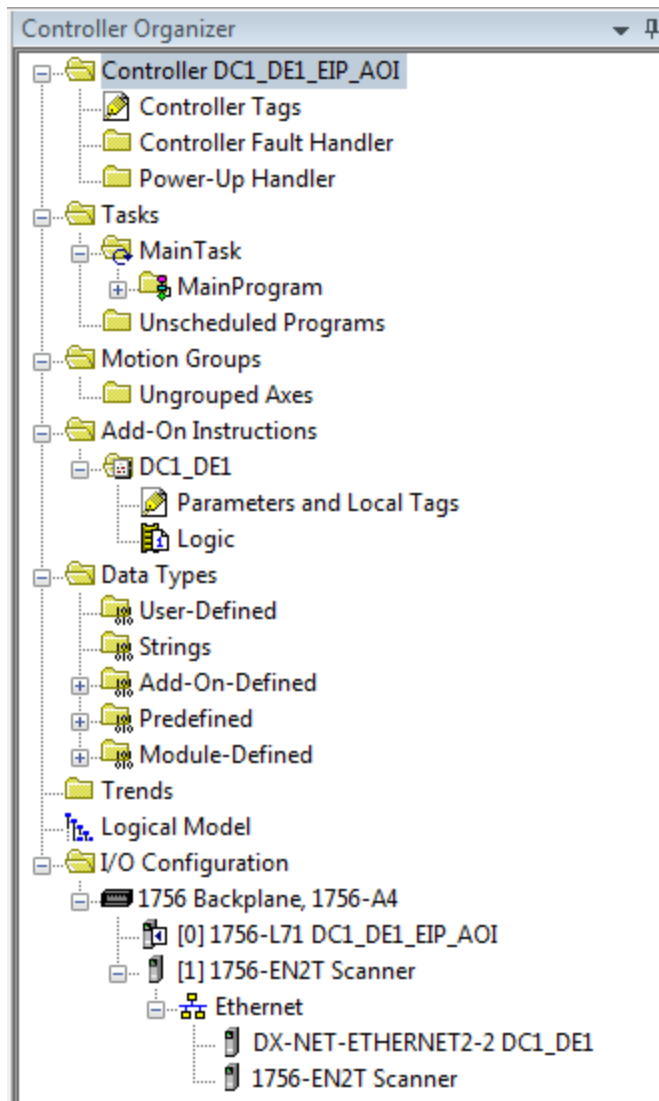 Controller Organizer
Controller DC1_DE1_EIP_AOI
Controller Tags
Controller Fault Handler
Power-Up Handler
Tasks
MainTask
MainProgram
Unscheduled Programs
Motion Groups
Ungrouped Axes
Add-On Instructions
DC1_DE1
Parameters and Local Tags
Logic
Data Types
User-Defined
Strings
Add-On-Defined
Predefined
Module-Defined
Trends
Logical Model
I/O Configuration
1756 Backplane, 1756-A4
[0] 1756-L71 DC1_DE1_EIP_AOI
[1] 1756-EN2T Scanner
Ethernet
DX-NET-ETHERNET2-2 DC1_DE1
1756-EN2T Scanner